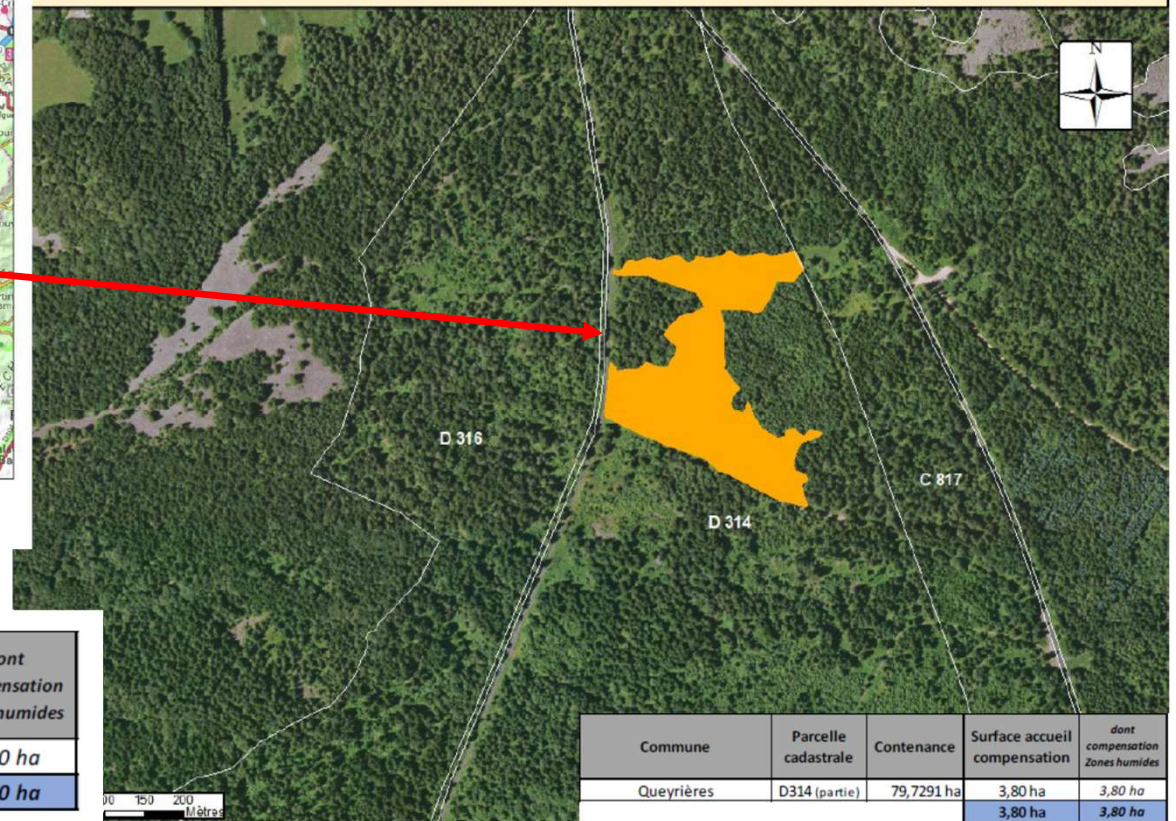 N
D 316
C 817
D 314
ont
ensation
humides
0 ha
0 ha
150 200
Mètres
Commune Parcelle cadastrale Contenance Surface accueil compensation dont compensation Zones humides
Queyrières D314 (partie) 79,7291 ha 3,80 ha 3,80 ha
3,80 ha 3,80 ha